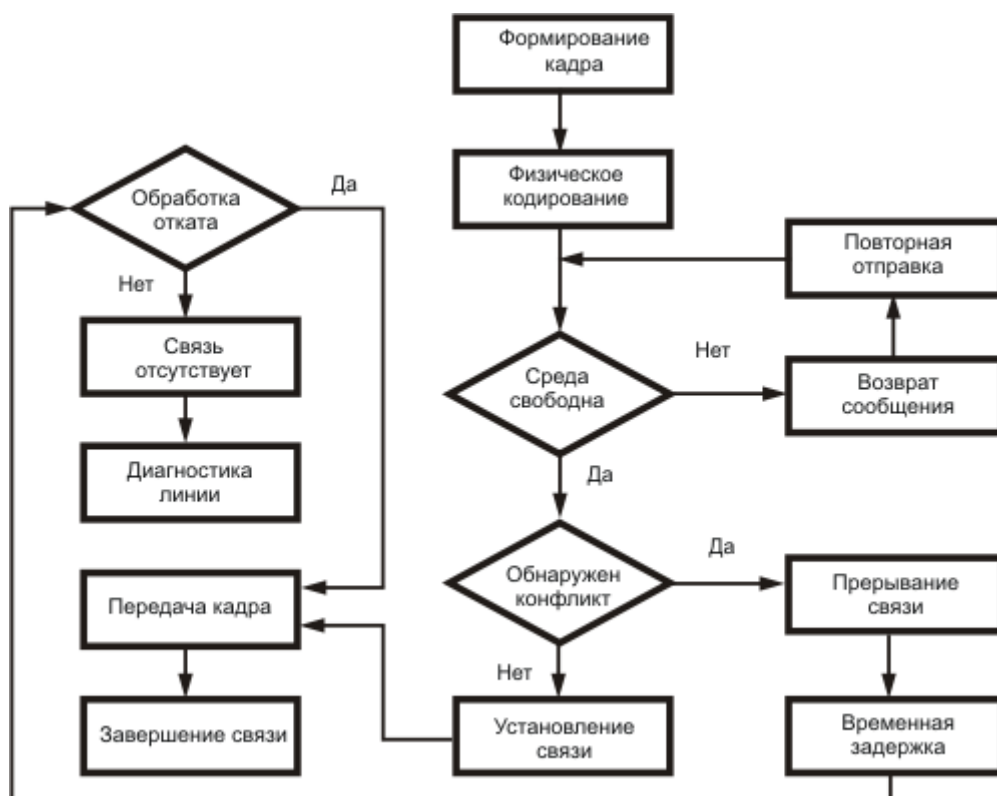 Формирование
кадра
Физическое
кодирование
Обработка
отката
Да
Нет
Повторная
отправка
Связь
отсутствует
Среда
свободна
Нет
Возврат
сообщения
Да
Диагностика
линии
Обнаружен
конфликт
Да
Прерывание
связи
Передача кадра
Нет
Завершение связи
Установление
связи
Временная
задержка